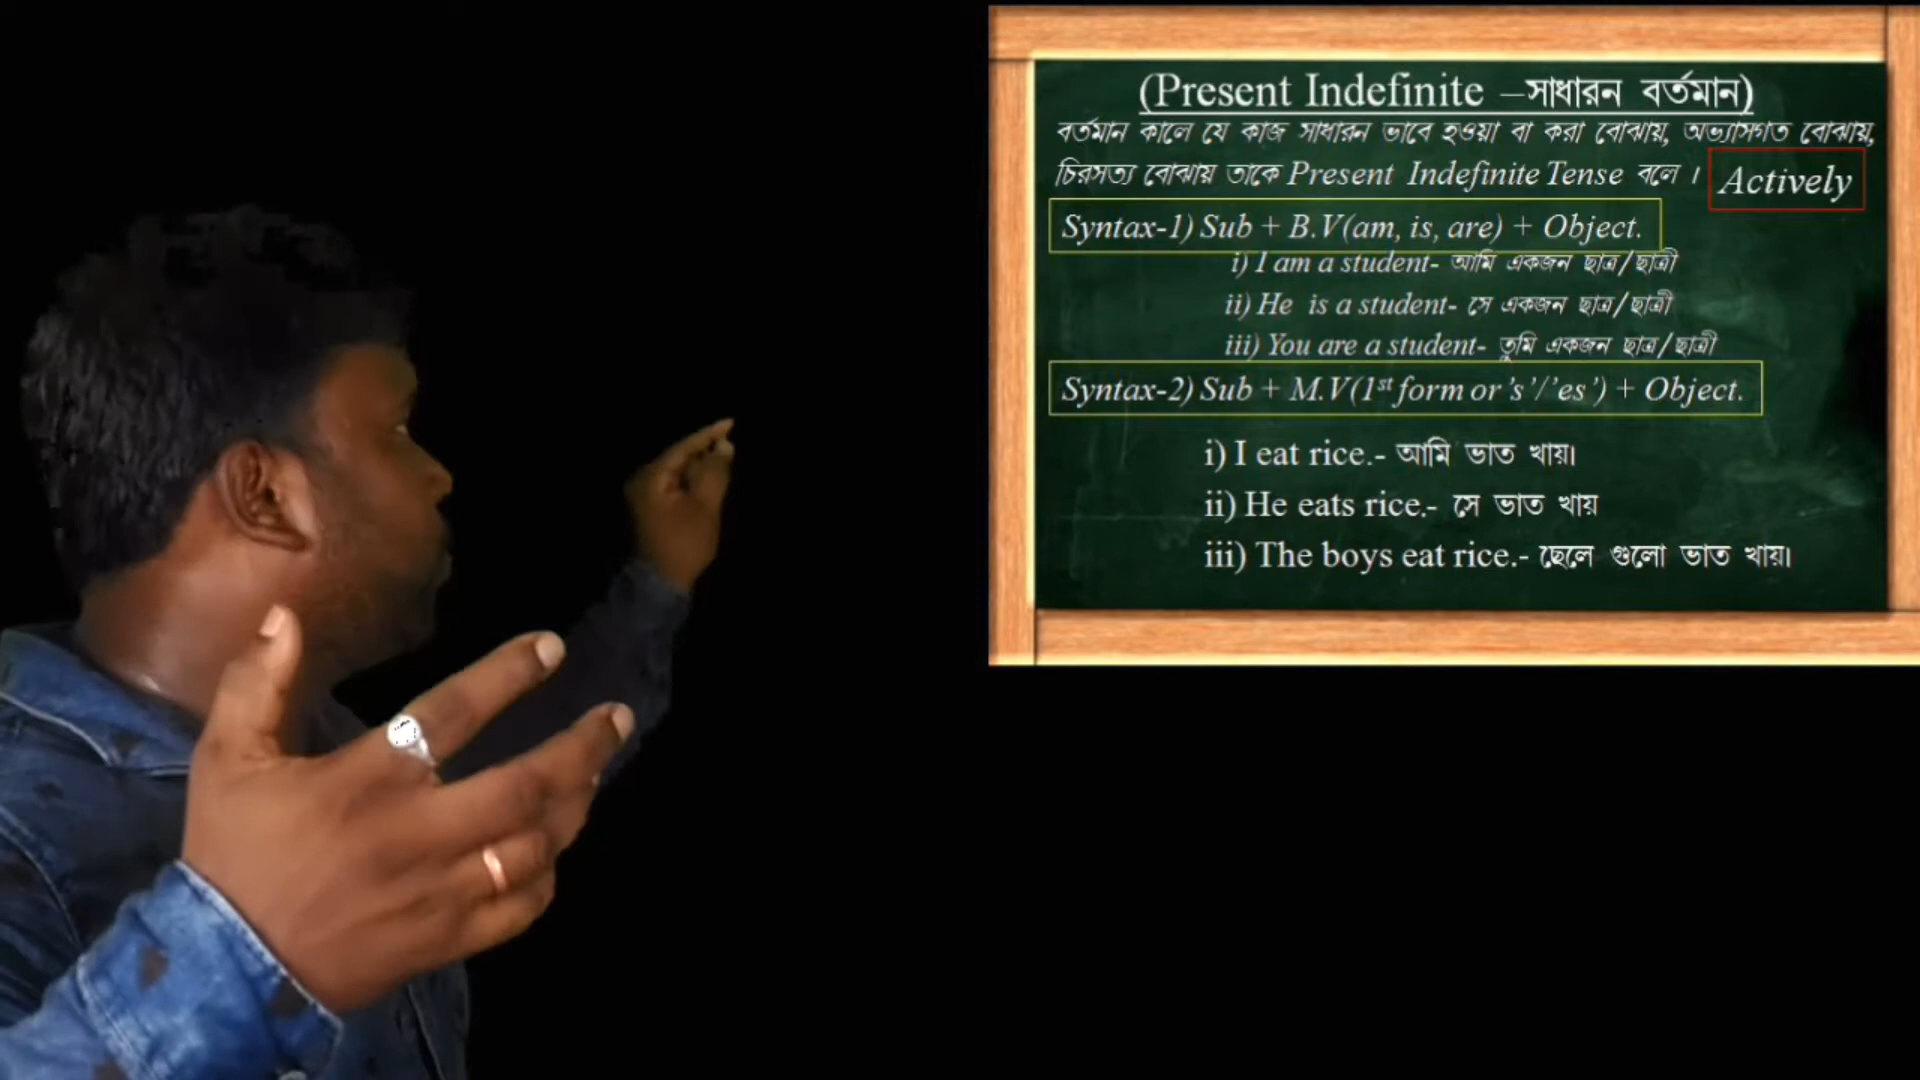 (Present Indefinite –সাধারন বর্তমান)
বর্তমান কালে যে কাজ সাধারন ভাবে হওয়া বা করা বোঝায়, অভ্যাসগত বোঝায়,
চিরসত্য বোঝায় তাকে Present Indefinite Tense বলে ।
Actively
Syntax-1) Sub + B.V(am, is, are) + Object.
i) I am a student- আমি একজন ছাত্র/ছাত্রী
ii) He is a student- সে একজন ছাত্র/ছাত্রী
iii) You are a student- তুমি একজন ছাত্র/ছাত্রী
Syntax-2) Sub + M.V(1st form or ’s ’/’es ’) + Object.
i) I eat rice.- আমি ভাত খায়।
ii) He eats rice.- সে ভাত খায়
iii) The boys eat rice.- ছেলে গুলো ভাত খায়।